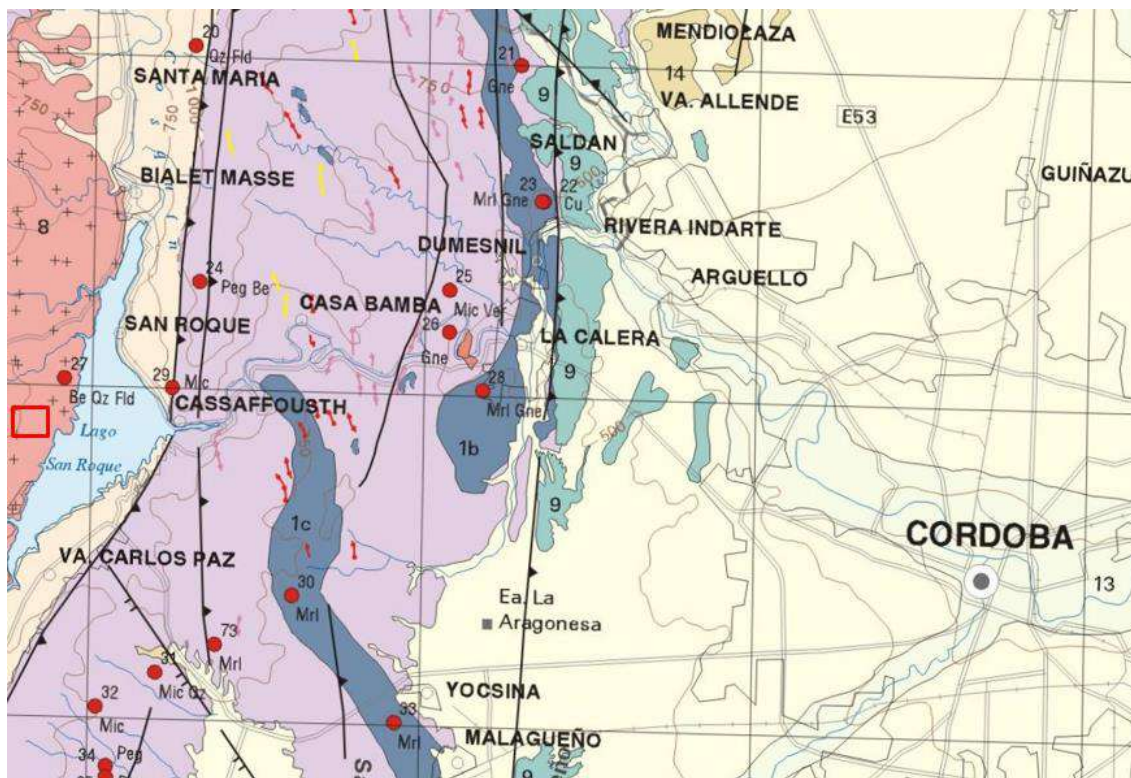 20
Qz Fld
SANTA MARIA
750
750
1000
21
Gne
750
9
MENDIOLAZA
14
VA. ALLENDE
E53
SALDAN
9
BIALET MASSE
23
22
Mrl Gne
Cu
GUIÑAZU
RIVERA INDARTE
8
DUMESNIL
24
Peg Be
25
ARGUELLO
CASA BAMBA
Mic Ver
SAN ROQUE
26
Gne
LA CALERA
27
29
Mic
9
Be Qz Fld
CASSAFFOUSTH
28
Mrl Gne
Lago
San Roque
1b
500
1c
9
CORDOBA
VA. CARLOS PAZ
30
Mrl
Ea. La
Aragonesa
13
73
Mrl
31
Mic Qz
32
Mic
YOCSINA
33
Mrl
MALAGUEÑO
34
Peg
9